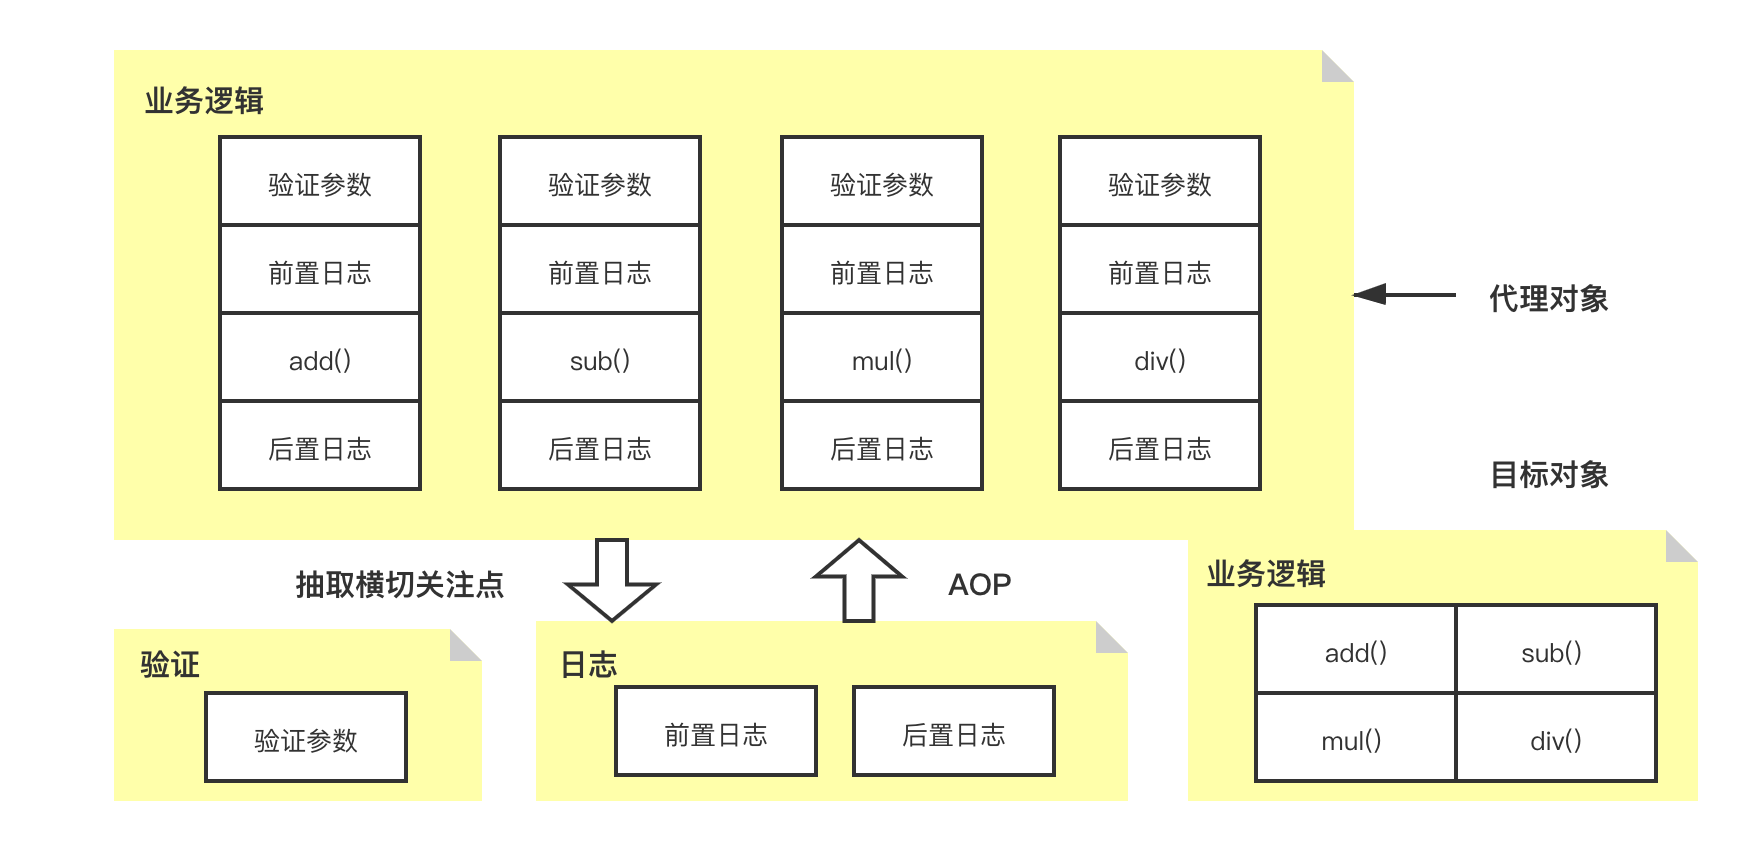 业务逻辑
验证参数 验证参数 验证参数 验证参数
前置日志 前置日志 前置日志 前置日志
add() sub() mul() div()
后置日志 后置日志 后置日志 后置日志
代理对象
目标对象
抽取横切关注点
AOP
验证
验证参数
日志
前置日志 后置日志
业务逻辑
add() sub()
mul() div()